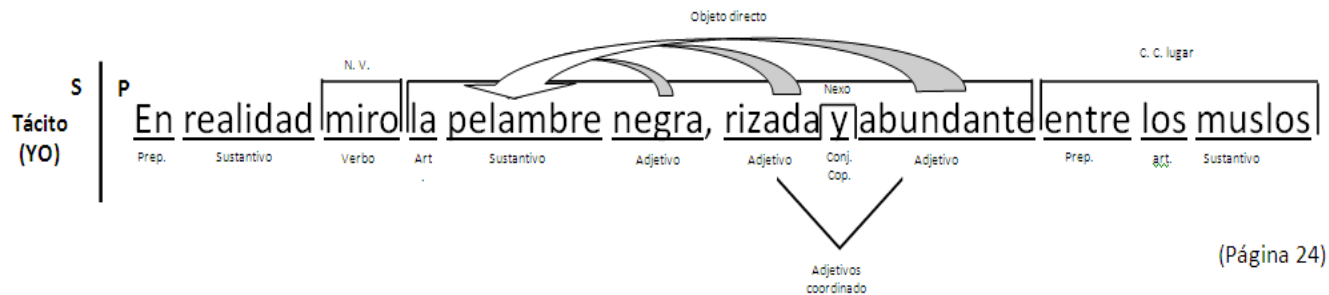 Objeto directo
N. V.
C. C. lugar
S P
Nexo
Tácito
(YO)
En realidad miro la pelambre negra, rizada y abundante entre los muslos
Prep. Sustantivo Verbo Art. Sustantivo Adjetivo Adjetivo Conj. Cop. Adjetivo Prep. art. Sustantivo
(Página 24)
Adjetivos
coordinado